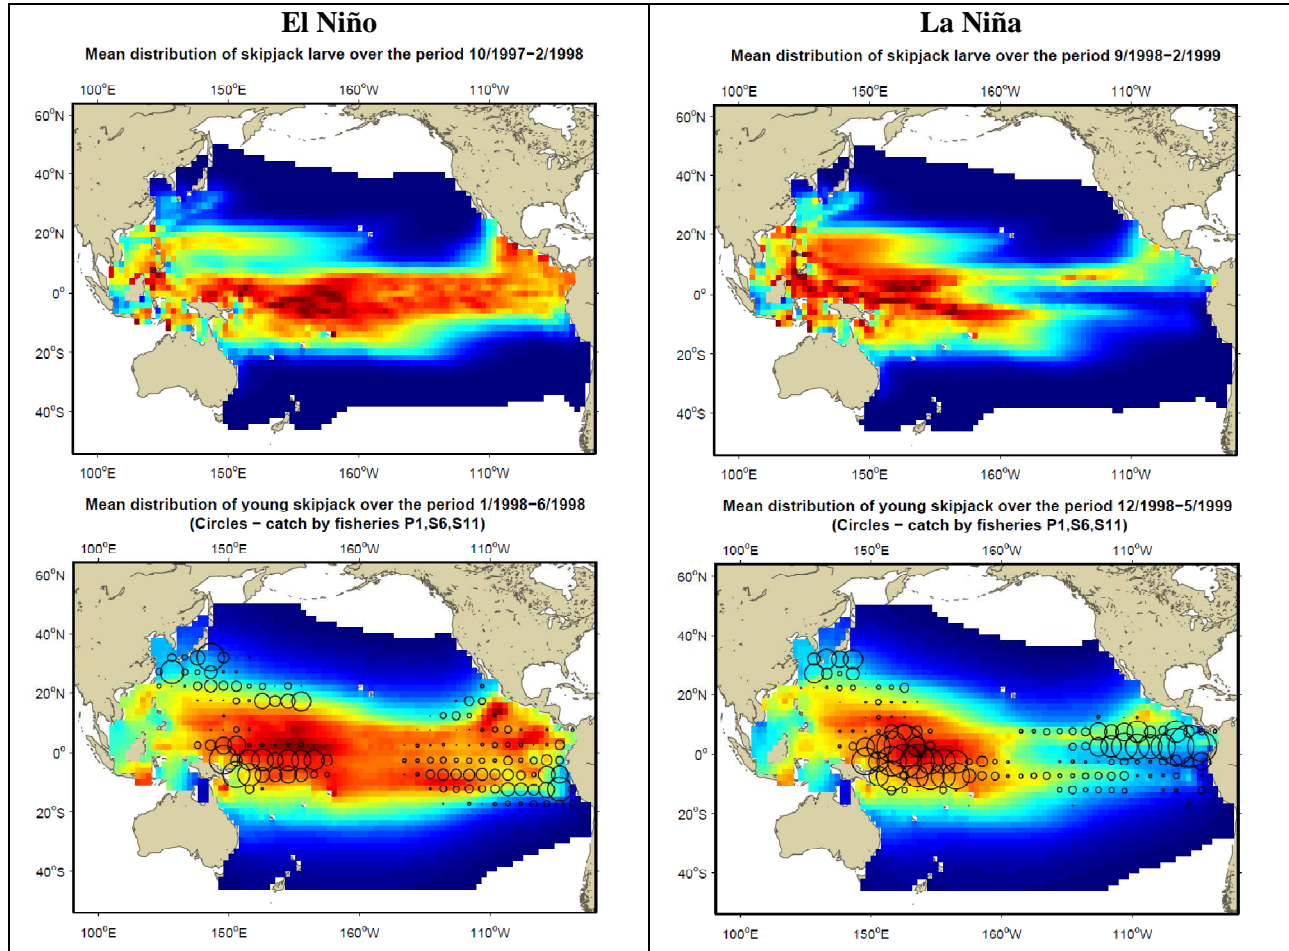 El Niño
Mean distribution of skipjack larve over the period 10/1997−2/1998
100°E 150°E 160°W 110°W
60°N
40°N
20°N
0°
20°S
40°S
100°E 150°E 160°W 110°W
Mean distribution of young skipjack over the period 1/1998−6/1998
(Circles − catch by fisheries P1,S6,S11)
100°E 150°E 160°W 110°W
60°N
40°N
20°N
0°
20°S
40°S
100°E 150°E 160°W 110°W
La Niña
Mean distribution of skipjack larve over the period 9/1998−2/1999
100°E 150°E 160°W 110°W
60°N
40°N
20°N
0°
20°S
40°S
100°E 150°E 160°W 110°W
Mean distribution of young skipjack over the period 12/1998−5/1999
(Circles − catch by fisheries P1,S6,S11)
100°E 150°E 160°W 110°W
60°N
40°N
20°N
0°
20°S
40°S
100°E 150°E 160°W 110°W